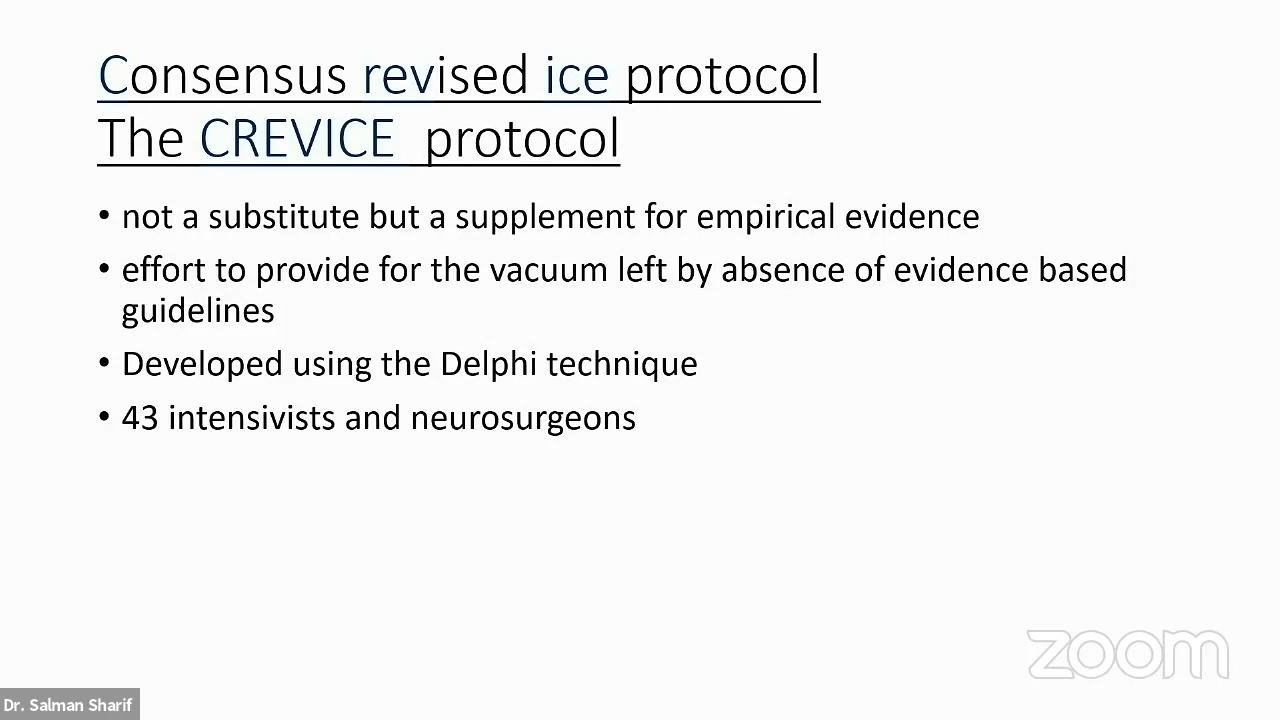 Consensus revised ice protocol
The CREVICE protocol
• not a substitute but a supplement for empirical evidence
• effort to provide for the vacuum left by absence of evidence based
guidelines
• Developed using the Delphi technique
• 43 intensivists and neurosurgeons
zoom
Dr. Salman Sharif